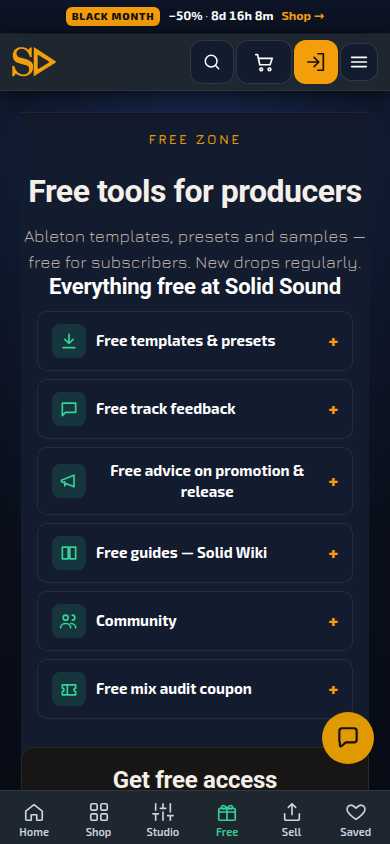 BLACK MONTH −50% · 8d 16h 8m Shop →
S
FREE ZONE
Free tools for producers
Ableton templates, presets and samples —
free for subscribers. New drops regularly.
Everything free at Solid Sound
Free templates & presets +
Free track feedback +
Free advice on promotion &
release +
Free guides — Solid Wiki +
Community +
Free mix audit coupon +
Get free access
Home Shop Studio Free Sell Saved